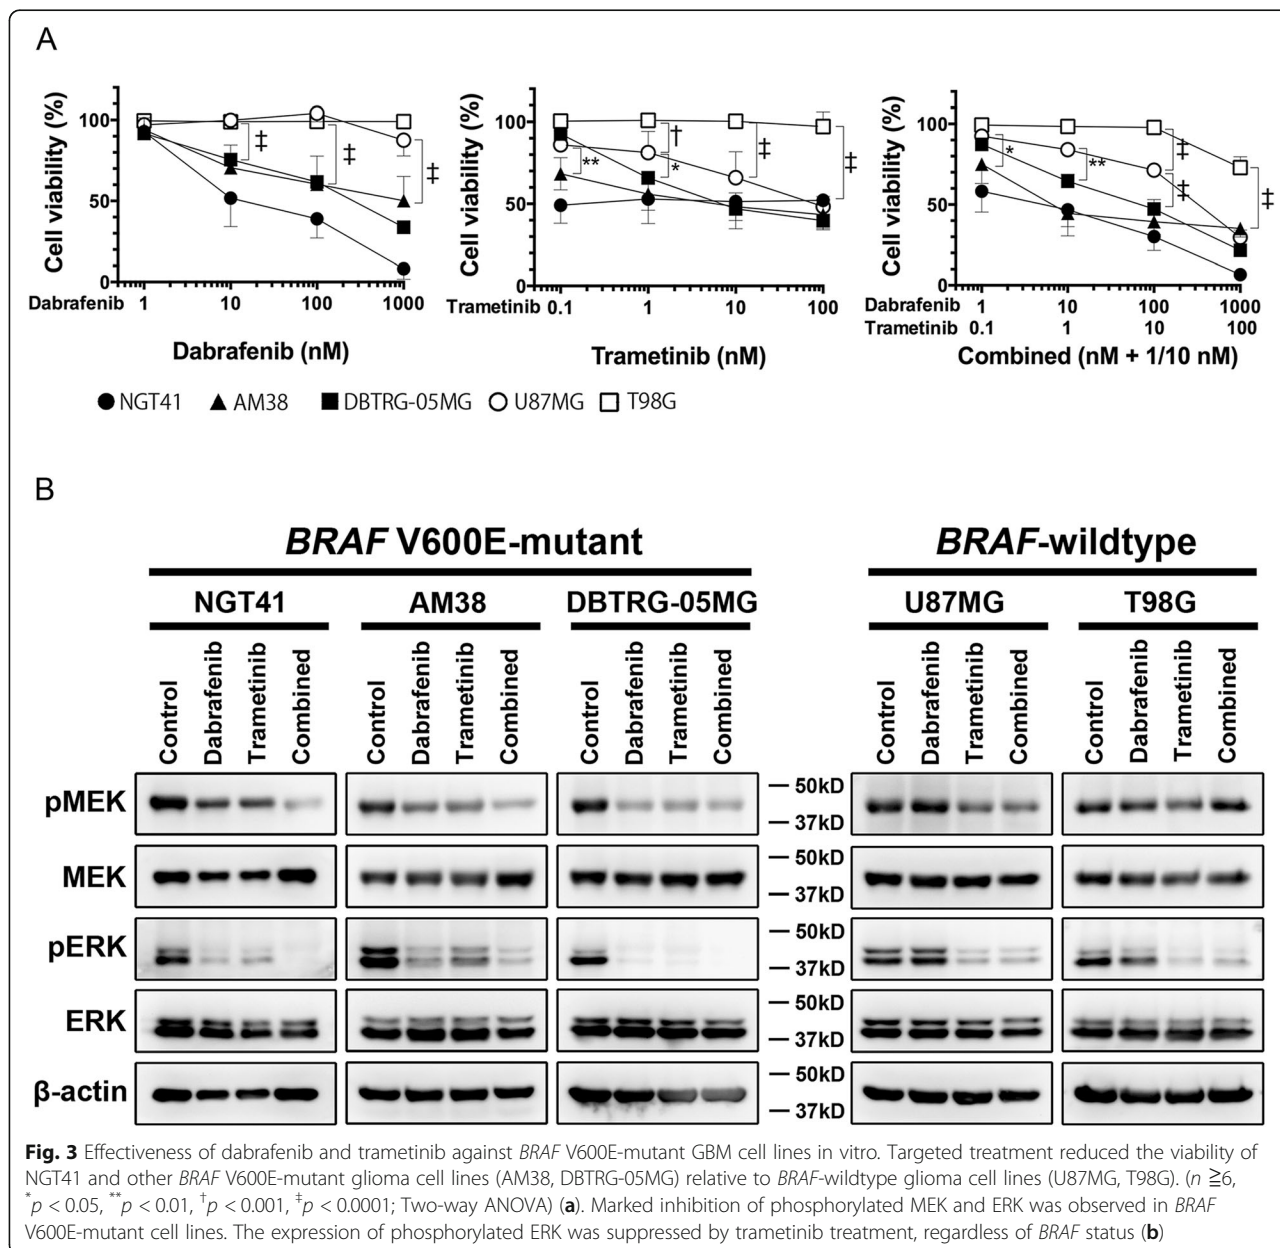 A
Cell viability (%)
100
50
0
‡
‡
‡
Dabrafenib
1
10
100
1000
Dabrafenib (nM)
Cell viability (%)
100
50
0
**
†
*
‡
‡
Trametinib
0.1
1
10
100
Trametinib (nM)
Cell viability (%)
100
50
0
*
**
‡
‡
‡
Dabrafenib
1
10
100
1000
Trametinib
0.1
1
10
100
Combined (nM + 1/10 nM)
NGT41 AM38 DBTRG-05MG U87MG T98G
B
BRAF V600E-mutant BRAF-wildtype
NGT41 AM38 DBTRG-05MG U87MG T98G
Control Dabrafenib Trametinib Combined Control Dabrafenib Trametinib Combined Control Dabrafenib Trametinib Combined Control Dabrafenib Trametinib Combined Control Dabrafenib Trametinib Combined
pMEK
50kD
37kD
MEK
50kD
37kD
pERK
50kD
37kD
ERK
50kD
37kD
β-actin
50kD
37kD
Fig. 3 Effectiveness of dabrafenib and trametinib against BRAF V600E-mutant GBM cell lines in vitro. Targeted treatment reduced the viability of
NGT41 and other BRAF V600E-mutant glioma cell lines (AM38, DBTRG-05MG) relative to BRAF-wildtype glioma cell lines (U87MG, T98G). (n ≧6,
*p < 0.05, **p < 0.01, †p < 0.001, ‡p < 0.0001; Two-way ANOVA) (a). Marked inhibition of phosphorylated MEK and ERK was observed in BRAF
V600E-mutant cell lines. The expression of phosphorylated ERK was suppressed by trametinib treatment, regardless of BRAF status (b)